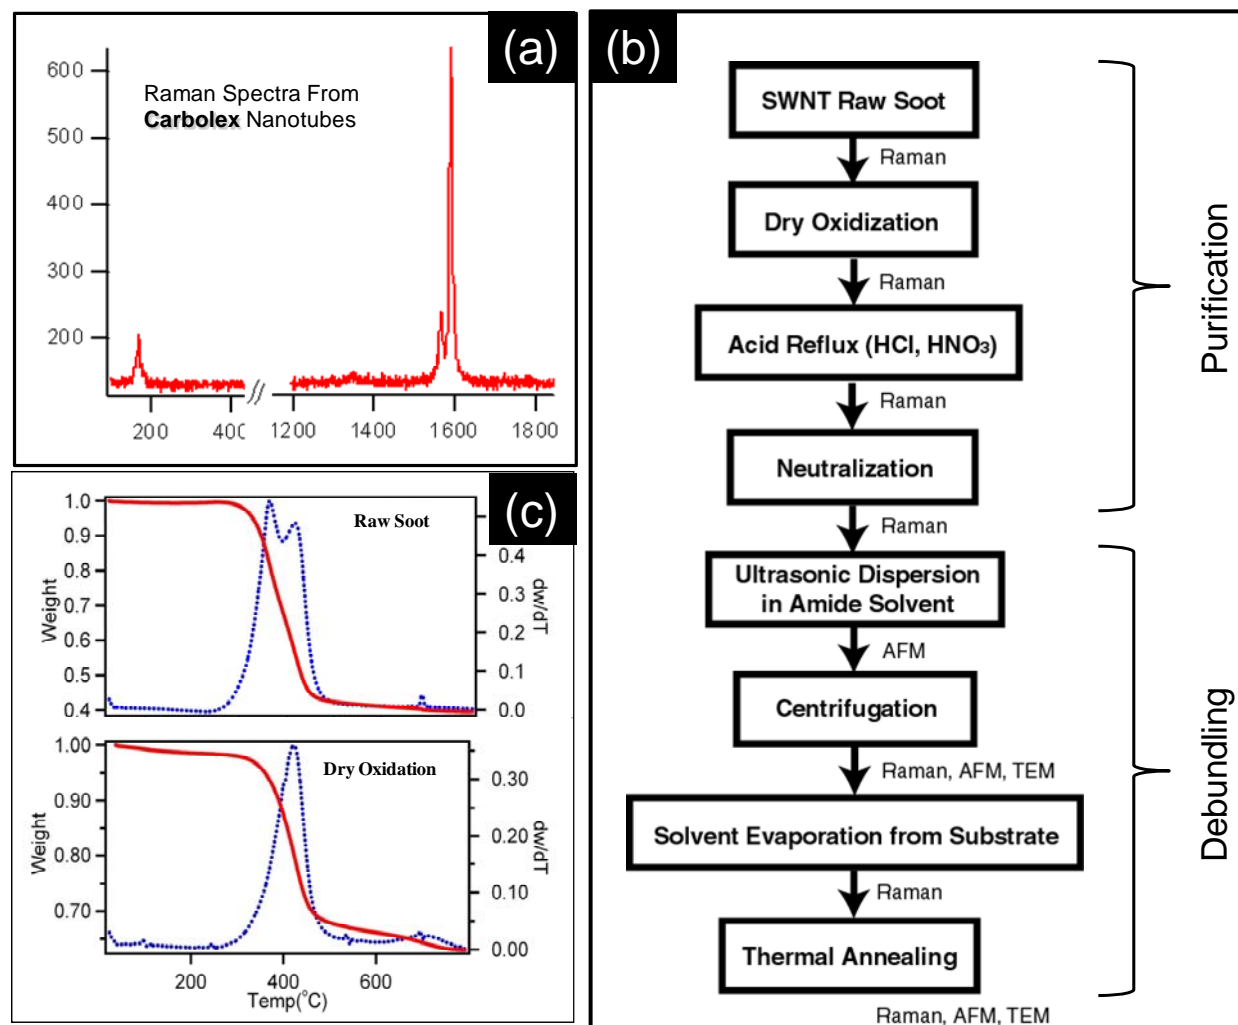 (a)
Raman Spectra From
Carbolex Nanotubes
600
500
400
300
200
200
400
1200
1400
1600
1800
(b)
SWNT Raw Soot
Raman
Dry Oxidization
Raman
Acid Reflux (HCl, HNO₃)
Raman
Neutralization
Raman
Ultrasonic Dispersion
in Amide Solvent
AFM
Centrifugation
Raman, AFM, TEM
Solvent Evaporation from Substrate
Raman
Thermal Annealing
Raman, AFM, TEM
Purification
Debundling
(c)
Raw Soot
Weight
1.0
0.9
0.8
0.7
0.6
0.5
0.4
dw/dT
0.4
0.3
0.2
0.1
0.0
Dry Oxidation
Weight
1.00
0.90
0.80
0.70
dw/dT
0.30
0.20
0.10
0.00
200
400
600
Temp(°C)